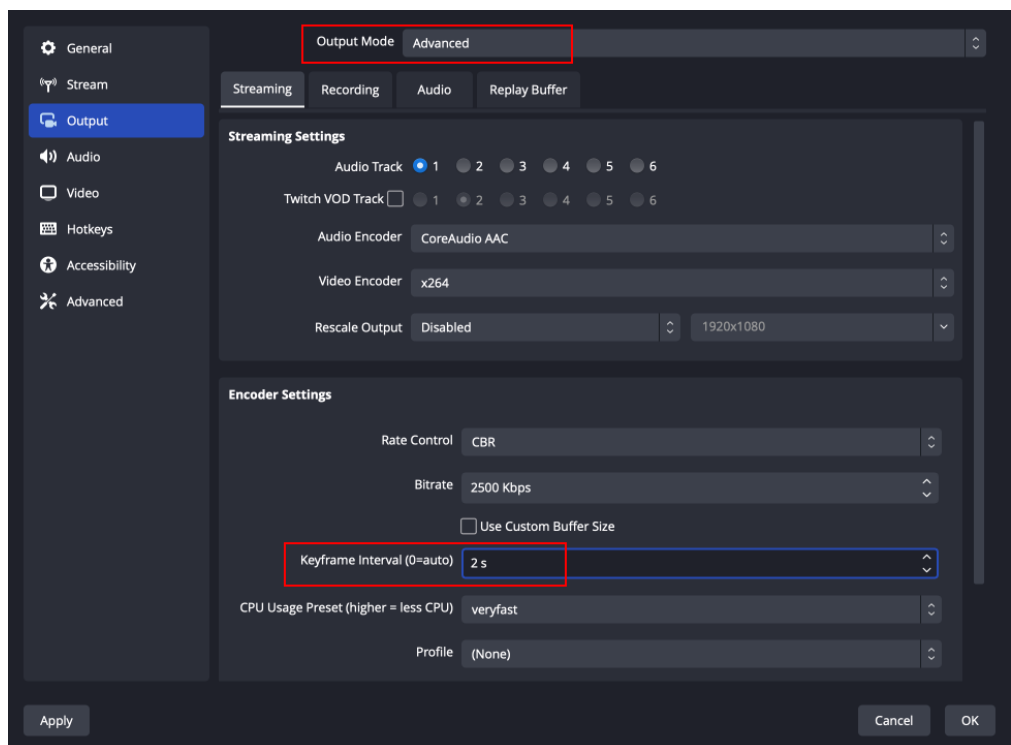 General
Stream
Output
Audio
Video
Hotkeys
Accessibility
Advanced
Output Mode Advanced
Streaming Recording Audio Replay Buffer
Streaming Settings
Audio Track 1 2 3 4 5 6
Twitch VOD Track 1 2 3 4 5 6
Audio Encoder CoreAudio AAC
Video Encoder x264
Rescale Output Disabled 1920x1080
Encoder Settings
Rate Control CBR
Bitrate 2500 Kbps
Use Custom Buffer Size
Keyframe Interval (0=auto) 2 s
CPU Usage Preset (higher = less CPU) veryfast
Profile (None)
Apply Cancel OK